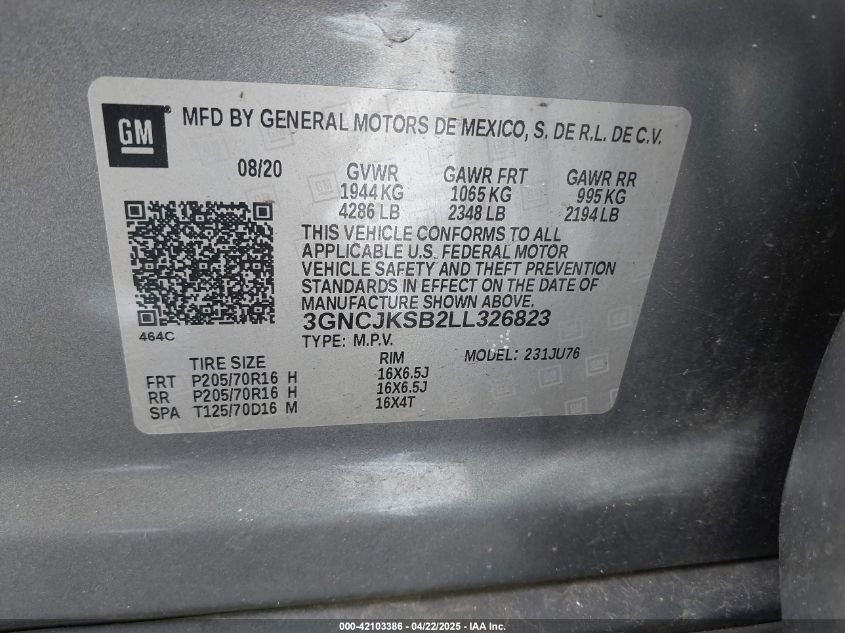 GM
MFD BY GENERAL MOTORS DE MEXICO, S. DE R.L. DE C.V.
08/20 GVWR GAWR FRT GAWR RR
1944 KG 1065 KG 995 KG
4286 LB 2348 LB 2194 LB
THIS VEHICLE CONFORMS TO ALL
APPLICABLE U.S. FEDERAL MOTOR
VEHICLE SAFETY AND THEFT PREVENTION
STANDARDS IN EFFECT ON THE DATE OF
MANUFACTURE SHOWN ABOVE.
3GNCJKSB2LL326823
464C
TYPE: M.P.V. MODEL: 231JU76
TIRE SIZE RIM
FRT P205/70R16 H 16X6.5J
RR P205/70R16 H 16X6.5J
SPA T125/70D16 M 16X4T
000-42103386 - 04/22/2025 - IAA Inc.